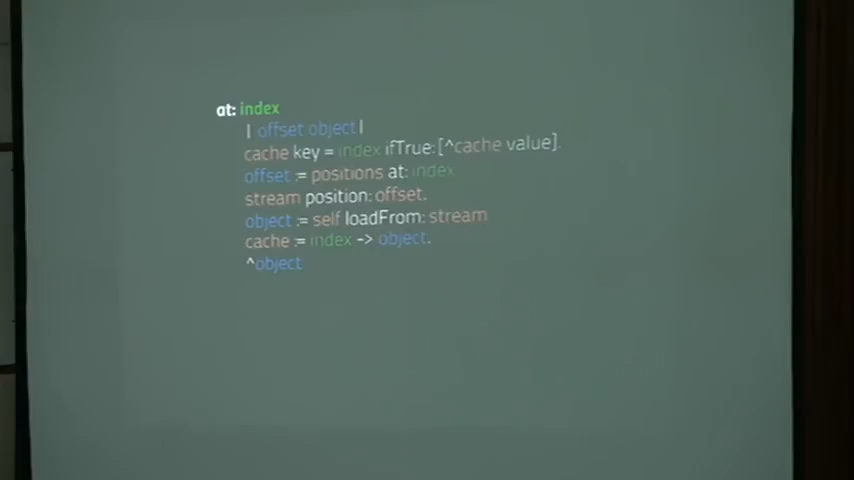 at: index
| offset object |
cache key = index ifTrue: [^cache value].
offset := positions at: index
stream position: offset.
object := self loadFrom: stream
cache := index -> object.
^object